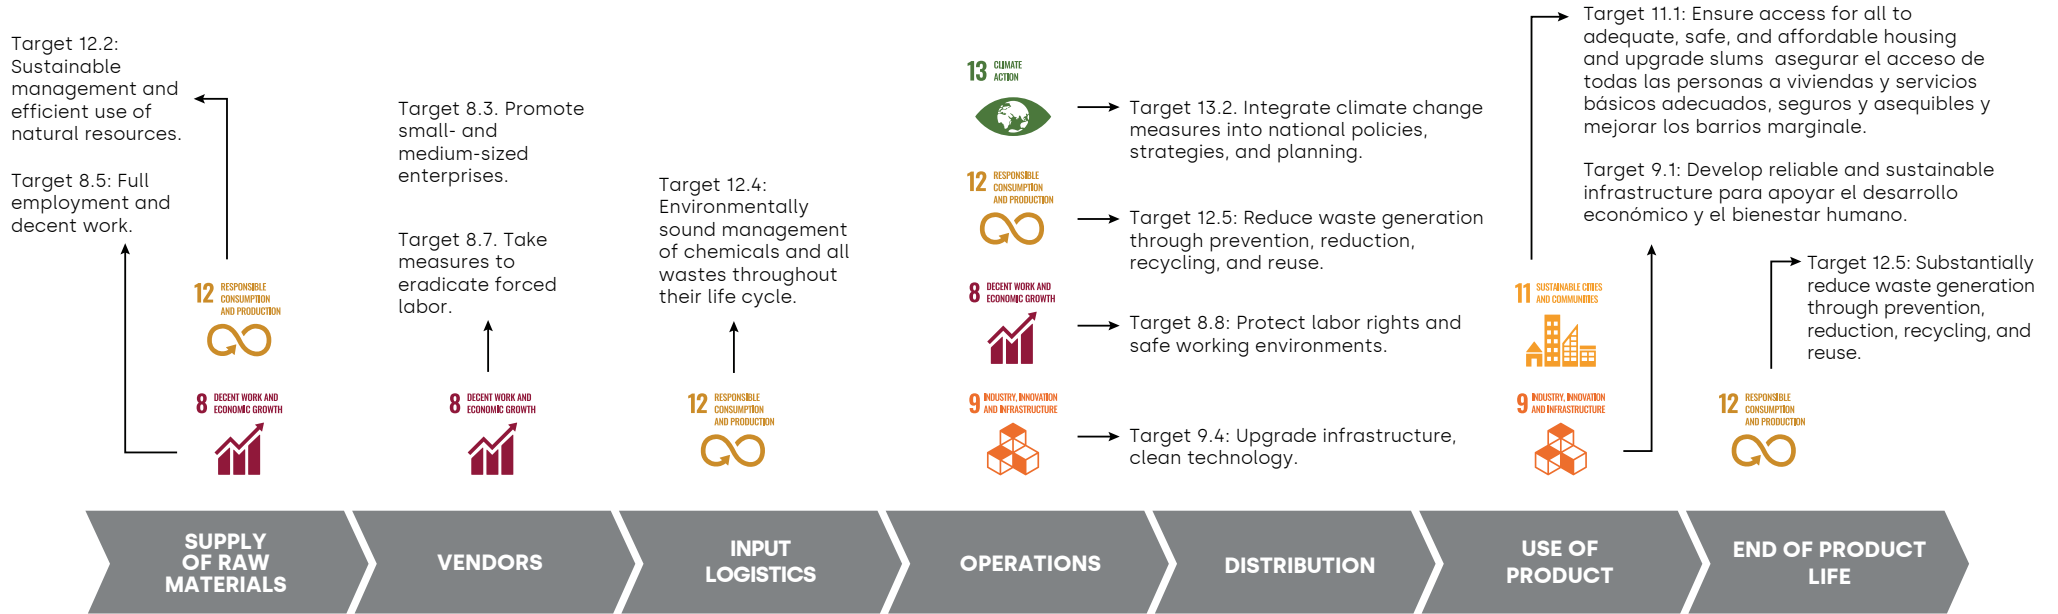 Target 12.2:
Sustainable
management and
efficient use of
natural resources.
Target 8.5: Full
employment and
decent work.
12 RESPONSIBLE
CONSUMPTION
AND PRODUCTION
8 DECENT WORK AND
ECONOMIC GROWTH
Target 8.3. Promote
small- and
medium-sized
enterprises.
Target 8.7. Take
measures to
eradicate forced
labor.
8 DECENT WORK AND
ECONOMIC GROWTH
Target 12.4:
Environmentally
sound management
of chemicals and all
wastes throughout
their life cycle.
12 RESPONSIBLE
CONSUMPTION
AND PRODUCTION
13 CLIMATE
ACTION
Target 13.2. Integrate climate change
measures into national policies,
strategies, and planning.
12 RESPONSIBLE
CONSUMPTION
AND PRODUCTION
Target 12.5: Reduce waste generation
through prevention, reduction,
recycling, and reuse.
8 DECENT WORK AND
ECONOMIC GROWTH
Target 8.8: Protect labor rights and
safe working environments.
9 INDUSTRY, INNOVATION
AND INFRASTRUCTURE
Target 9.4: Upgrade infrastructure,
clean technology.
Target 11.1: Ensure access for all to
adequate, safe, and affordable housing
and upgrade slums asegurar el acceso de
todas las personas a viviendas y servicios
básicos adecuados, seguros y asequibles y
mejorar los barrios marginale.
Target 9.1: Develop reliable and sustainable
infrastructure para apoyar el desarrollo
económico y el bienestar humano.
11 SUSTAINABLE CITIES
AND COMMUNITIES
9 INDUSTRY, INNOVATION
AND INFRASTRUCTURE
Target 12.5: Substantially
reduce waste generation
through prevention,
reduction, recycling, and
reuse.
12 RESPONSIBLE
CONSUMPTION
AND PRODUCTION
SUPPLY
OF RAW
MATERIALS
VENDORS
INPUT
LOGISTICS
OPERATIONS
DISTRIBUTION
USE OF
PRODUCT
END OF PRODUCT
LIFE